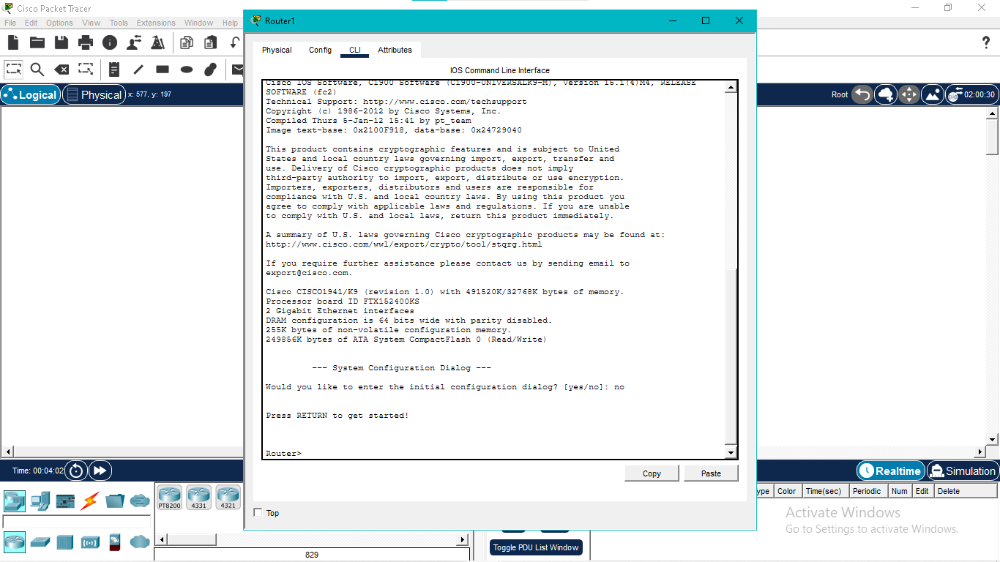 Cisco Packet Tracer
File Edit Options View Tools Extensions Window Help
Router1
Physical Config CLI Attributes
IOS Command Line Interface
Cisco IOS Software, C1900 Software (C1900-UNIVERSALK9-M), Version 15.1(4)M4, RELEASE
SOFTWARE (fc2)
Technical Support: http://www.cisco.com/techsupport
Copyright (c) 1986-2012 by Cisco Systems, Inc.
Compiled Thurs 5-Jan-12 15:41 by pt_team
Image text-base: 0x2100F918, data-base: 0x24729040
This product contains cryptographic features and is subject to United
States and local country laws governing import, export, transfer and
use. Delivery of Cisco cryptographic products does not imply
third-party authority to import, export, distribute or use encryption.
Importers, exporters, distributors and users are responsible for
compliance with U.S. and local country laws. By using this product you
agree to comply with applicable laws and regulations. If you are unable
to comply with U.S. and local laws, return this product immediately.
A summary of U.S. laws governing Cisco cryptographic products may be found at:
http://www.cisco.com/wwl/export/crypto/tool/stqrg.html
If you require further assistance please contact us by sending email to
export@cisco.com.
Cisco CISCO1941/K9 (revision 1.0) with 491520K/32768K bytes of memory.
Processor board ID FTX152400KS
2 Gigabit Ethernet interfaces
DRAM configuration is 64 bits wide with parity disabled.
255K bytes of non-volatile configuration memory.
249856K bytes of ATA System CompactFlash 0 (Read/Write)
--- System Configuration Dialog ---
Would you like to enter the initial configuration dialog? [yes/no]: no
Press RETURN to get started!
Router>
Copy Paste
Top
Logical Physical x: 577, y: 197
Root 02:00:30
Time: 00:04:02
Realtime Simulation
PT8200 4331 4321
829
ype Color Time(sec) Periodic Num Edit Delete
Toggle PDU List Window
Activate Windows
Go to Settings to activate Windows.